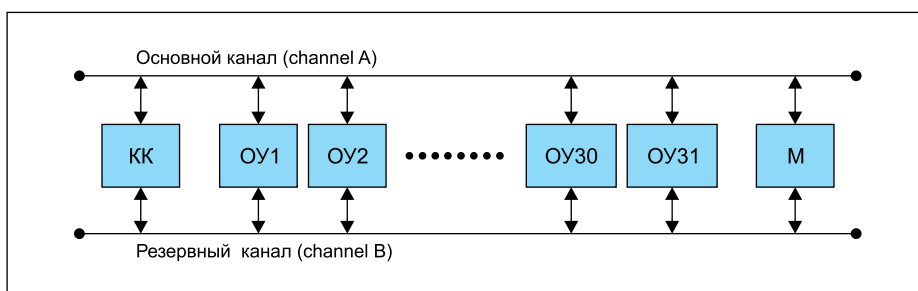 Основной канал (channel A)
КК ОУ1 ОУ2 ОУ30 ОУ31 М
Резервный канал (channel B)